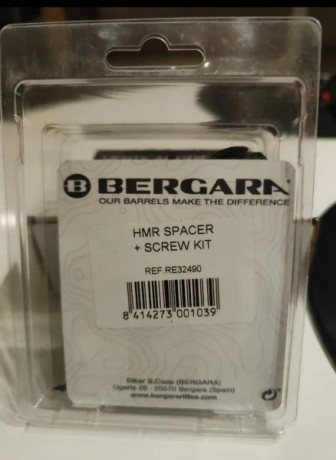 BERGARA
OUR BARRELS MAKE THE DIFFERENCE
HMR SPACER
+ SCREW KIT
REF.RE32490
8 414273 001039
Dikar S.Coop (BERGARA)
Ugarte 26 · 20570 Bergara (Spain)
www.bergararifles.com